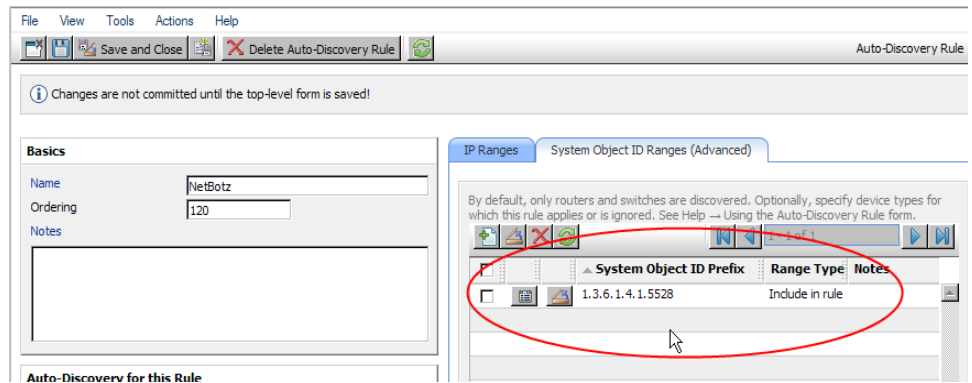 File View Tools Actions Help
Save and Close Delete Auto-Discovery Rule Auto-Discovery Rule
Changes are not committed until the top-level form is saved!
Basics
Name NetBotz
Ordering 120
Notes
Auto-Discovery for this Rule
IP Ranges System Object ID Ranges (Advanced)
By default, only routers and switches are discovered. Optionally, specify device types for
which this rule applies or is ignored. See Help → Using the Auto-Discovery Rule form.
1 - 1 of 1
System Object ID Prefix Range Type Notes
1.3.6.1.4.1.5528 Include in rule